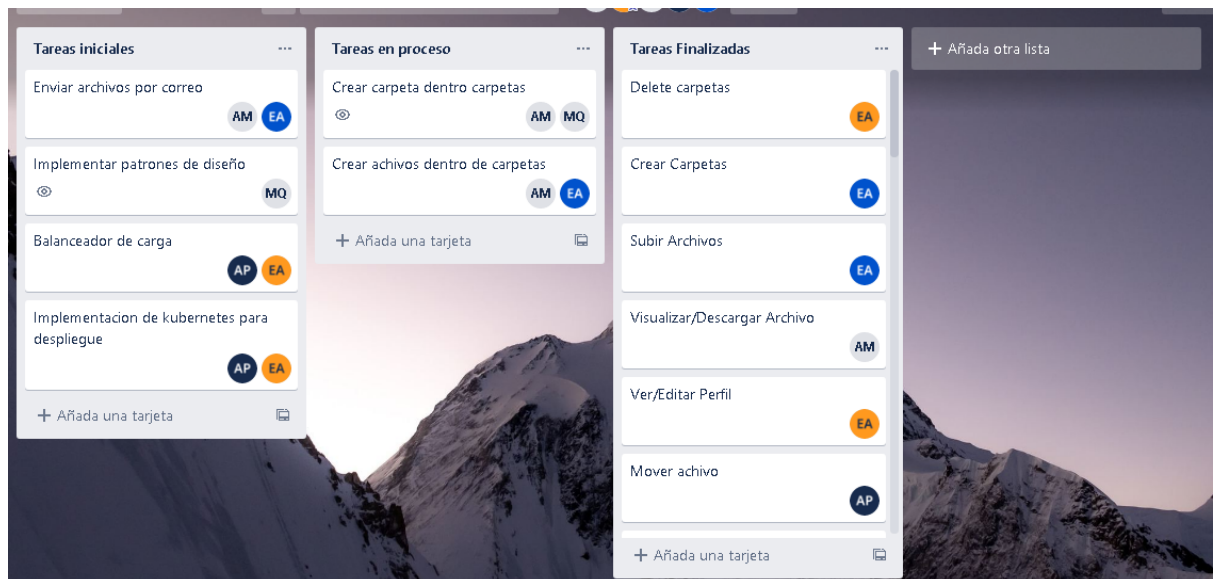 Tareas iniciales
Enviar archivos por correo
AM EA
Implementar patrones de diseño
MQ
Balanceador de carga
AP EA
Implementacion de kubernetes para
despliegue
AP EA
+ Añada una tarjeta
Tareas en proceso
Crear carpeta dentro carpetas
AM MQ
Crear achivos dentro de carpetas
AM EA
+ Añada una tarjeta
Tareas Finalizadas
Delete carpetas
EA
Crear Carpetas
EA
Subir Archivos
EA
Visualizar/Descargar Archivo
AM
Ver/Editar Perfil
EA
Mover achivo
AP
+ Añada una tarjeta
+ Añada otra lista